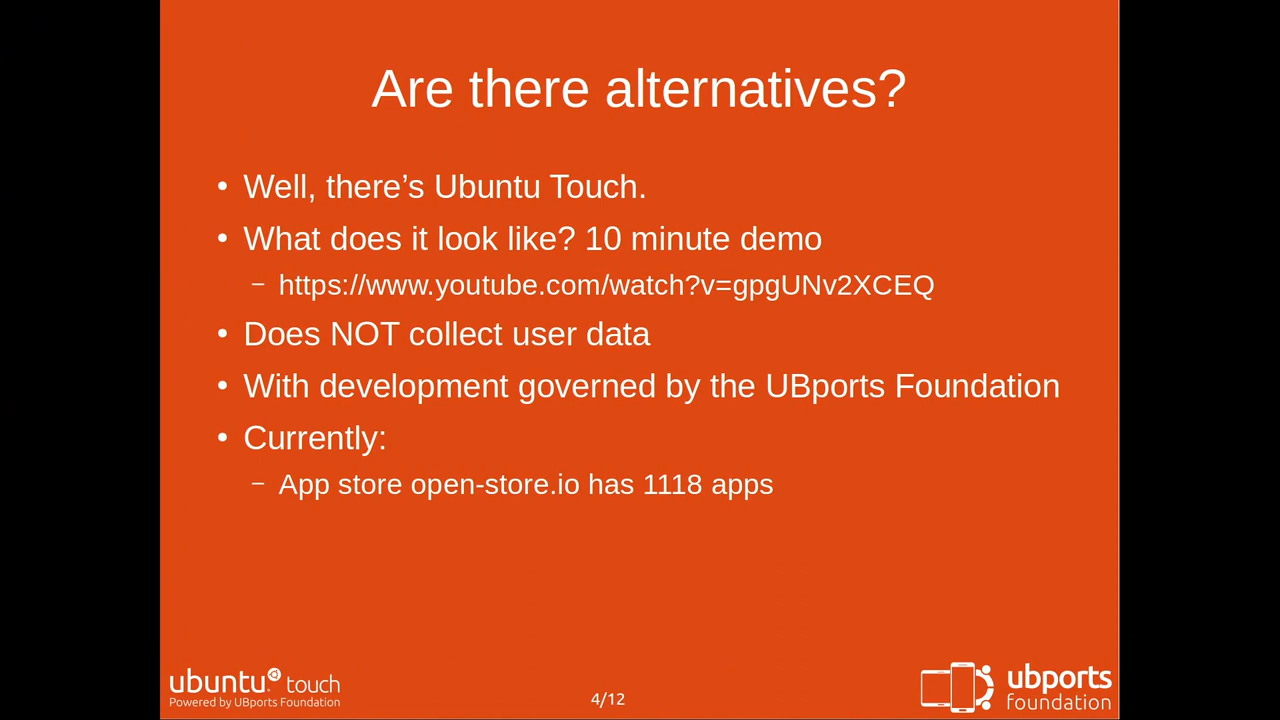 Are there alternatives?
• Well, there’s Ubuntu Touch.
• What does it look like? 10 minute demo
– https://www.youtube.com/watch?v=gpgUNv2XCEQ
• Does NOT collect user data
• With development governed by the UBports Foundation
• Currently:
– App store open-store.io has 1118 apps
ubuntu touch
Powered by UBports Foundation
4/12
ubports
foundation